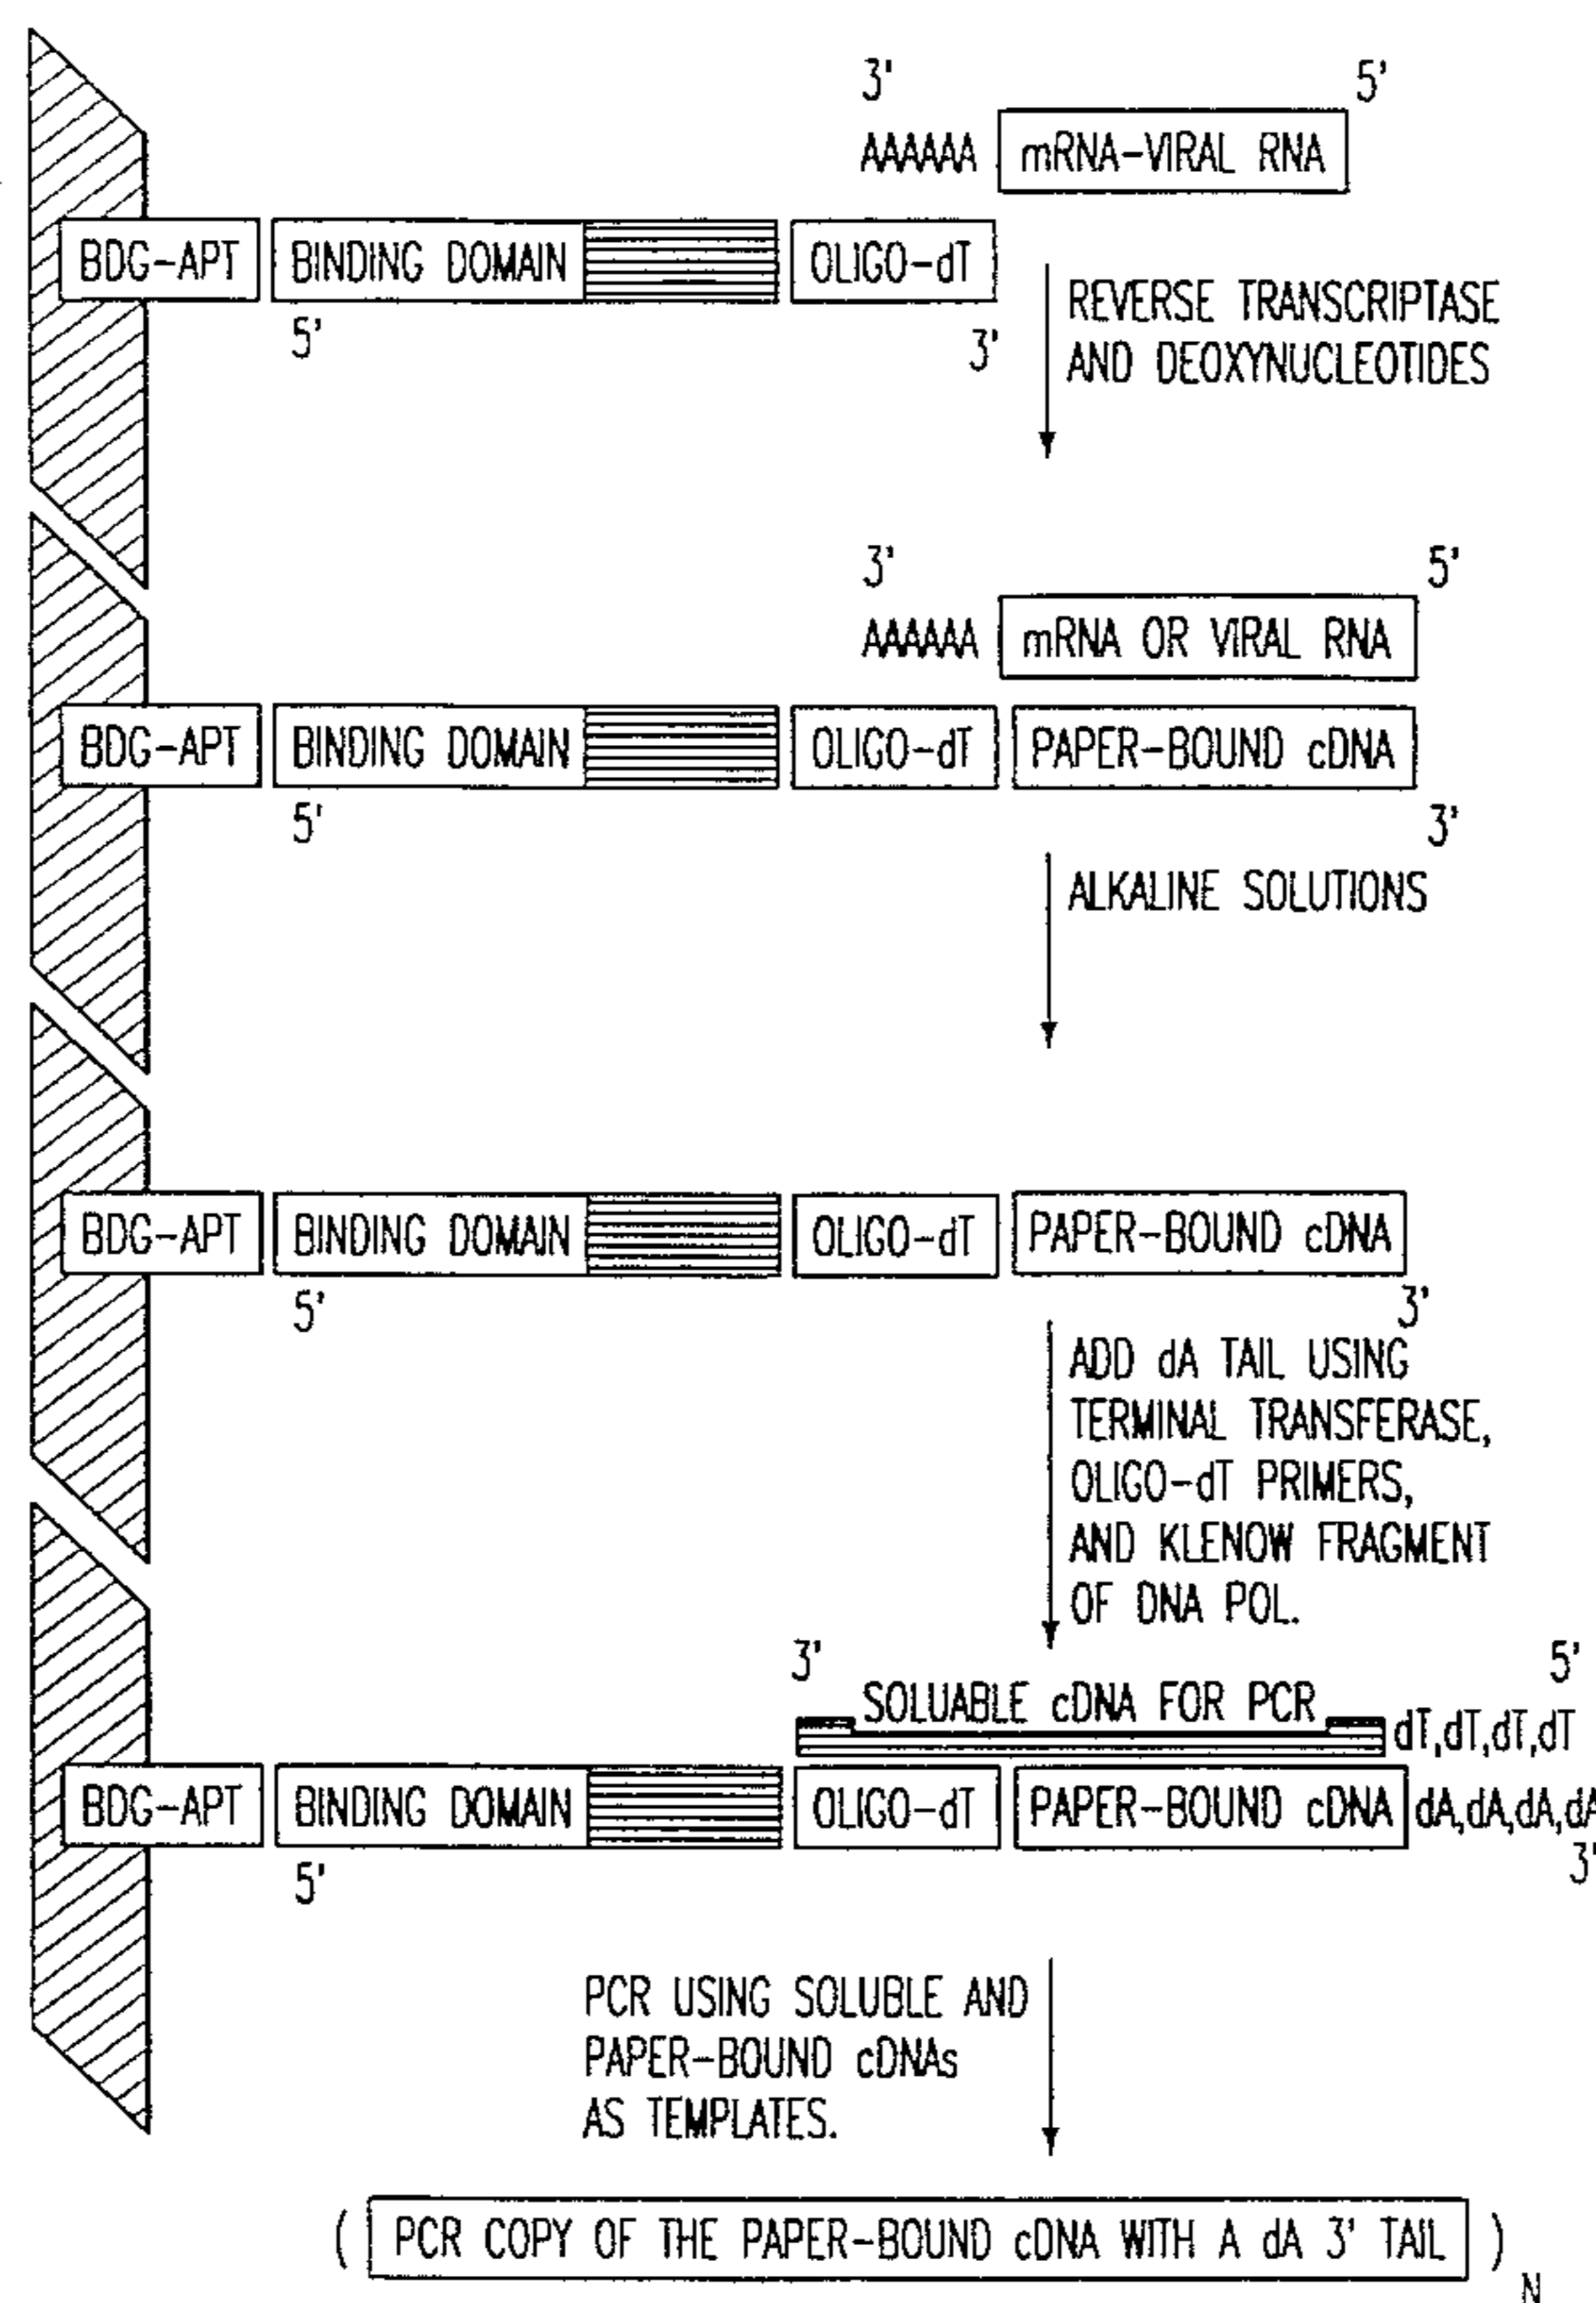 3' 5'
AAAAAA mRNA-VIRAL RNA
BDG-APT BINDING DOMAIN OLIGO-dT
5' 3'
REVERSE TRANSCRIPTASE
AND DEOXYNUCLEOTIDES
3' 5'
AAAAAA mRNA OR VIRAL RNA
BDG-APT BINDING DOMAIN OLIGO-dT PAPER-BOUND cDNA
5' 3'
ALKALINE SOLUTIONS
BDG-APT BINDING DOMAIN OLIGO-dT PAPER-BOUND cDNA
5' 3'
ADD dA TAIL USING
TERMINAL TRANSFERASE,
OLIGO-dT PRIMERS,
AND KLENOW FRAGMENT
OF DNA POL.
3' 5'
SOLUABLE cDNA FOR PCR dT,dT,dT,dT
BDG-APT BINDING DOMAIN OLIGO-dT PAPER-BOUND cDNA dA,dA,dA,dA
5' 3'
PCR USING SOLUBLE AND
PAPER-BOUND cDNAs
AS TEMPLATES.
( PCR COPY OF THE PAPER-BOUND cDNA WITH A dA 3' TAIL )
N